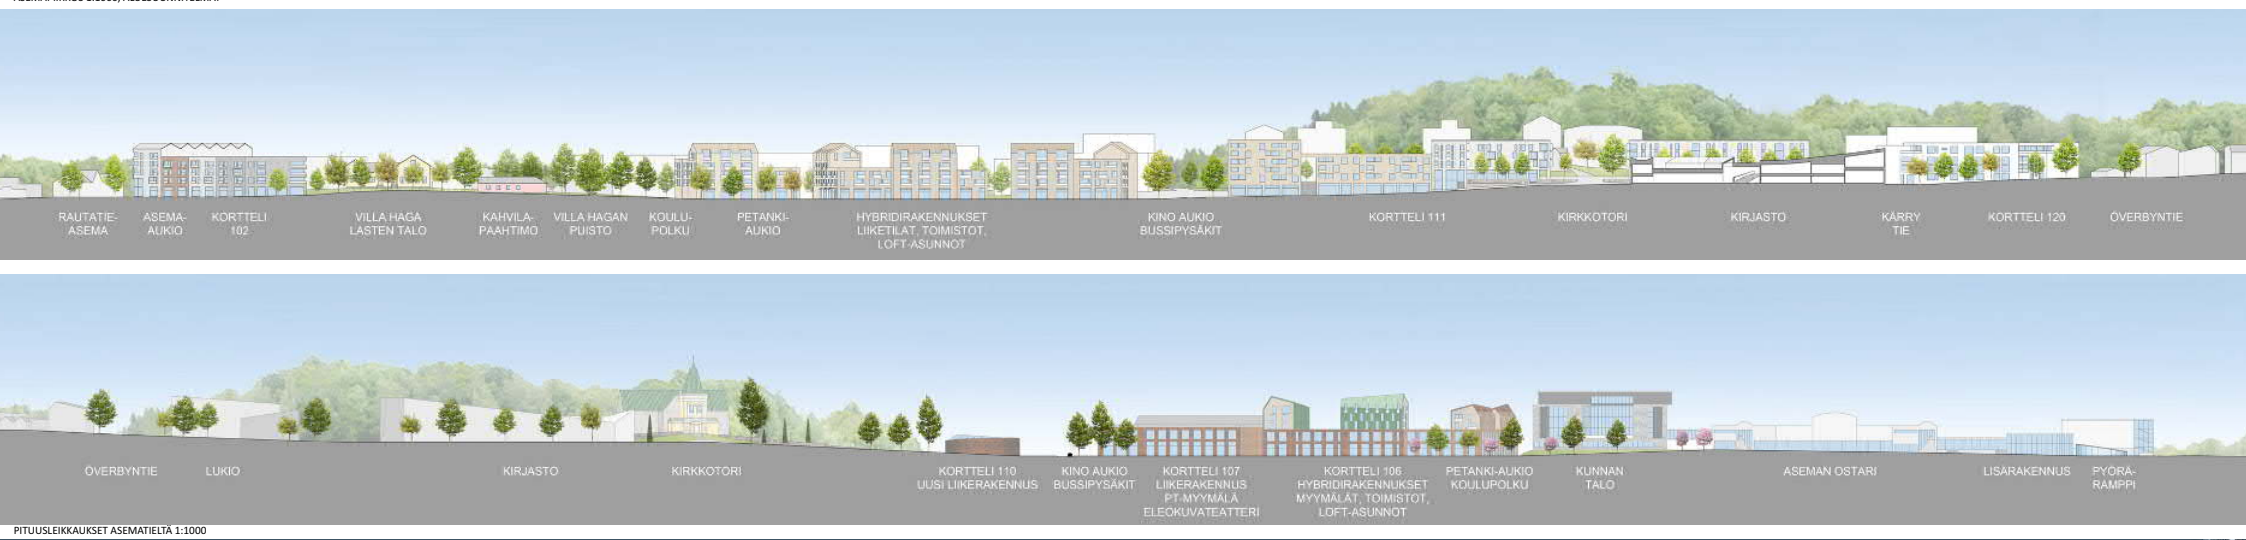 RAUTATIE-
ASEMA
ASEMA-
AUKIO
KORTTELI
102
VILLA HAGA
LASTEN TALO
KAHVILA-
PAAHTIMO
VILLA HAGAN
PUISTO
KOULU-
POLKU
PETANKI-
AUKIO
HYBRIDIRAKENNUKSET
LIIKETILAT, TOIMISTOT,
LOFT-ASUNNOT
KINO AUKIO
BUSSIPYSÄKIT
KORTTELI 111
KIRKKOTORI
KIRJASTO
KÄRRY
TIE
KORTTELI 120
ÖVERBYNTIE
ÖVERBYNTIE
LUKIO
KIRJASTO
KIRKKOTORI
KORTTELI 110
UUSI LIIKERAKENNUS
KINO AUKIO
BUSSIPYSÄKIT
KORTTELI 107
LIIKERAKENNUS
PT-MYYMÄLÄ
ELEOKUVATEATTERI
KORTTELI 106
HYBRIDIRAKENNUKSET
MYYMÄLÄT, TOIMISTOT,
LOFT-ASUNNOT
PETANKI-AUKIO
KOULUPOLKU
KUNNAN
TALO
ASEMAN OSTARI
LISÄRAKENNUS
PYÖRÄ-
RAMPPI
PITUUSLEIKKAUKSET ASEMATIELTÄ 1:1000